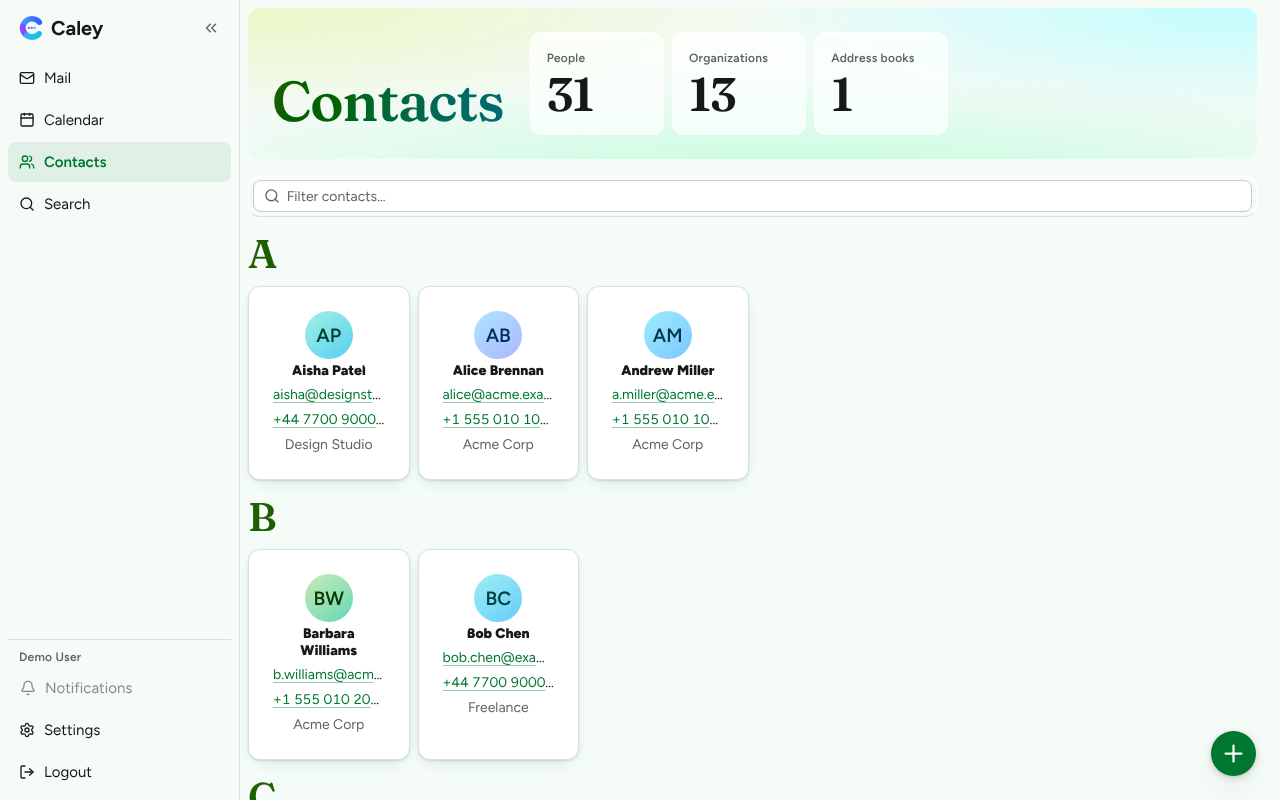 Caley
Mail
Calendar
Contacts
Search
Demo User
Notifications
Settings
Logout
Contacts
People
31
Organizations
13
Address books
1
Filter contacts...
A
AP
Aisha Patel
aisha@designst...
+44 7700 9000...
Design Studio
AB
Alice Brennan
alice@acme.exa...
+1 555 010 10...
Acme Corp
AM
Andrew Miller
a.miller@acme.e...
+1 555 010 10...
Acme Corp
B
BW
Barbara
Williams
b.williams@acm...
+1 555 010 20...
Acme Corp
BC
Bob Chen
bob.chen@exa...
+44 7700 9000...
Freelance
C